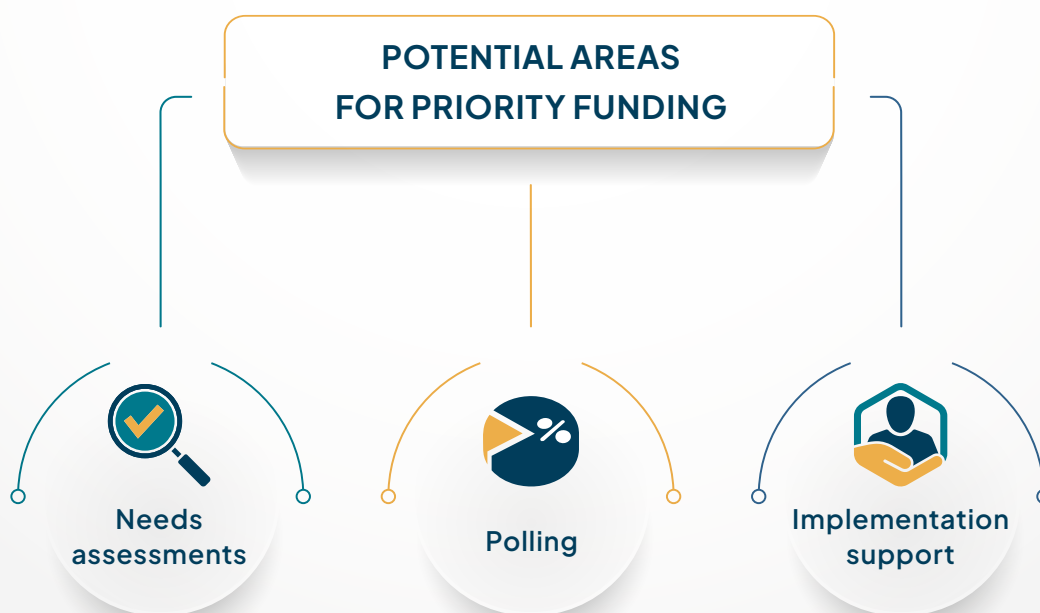 POTENTIAL AREAS
FOR PRIORITY FUNDING
%
Needs
assessments
Polling
Implementation
support